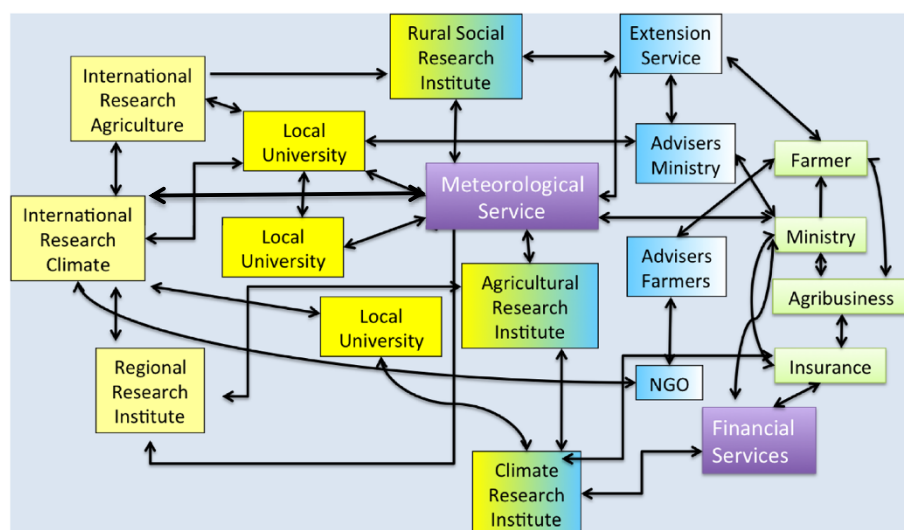 Rural Social
Research
Institute
Extension
Service
International
Research
Agriculture
Local
University
Advisers
Ministry
Farmer
Meteorological
Service
International
Research
Climate
Local
University
Ministry
Advisers
Farmers
Agricultural
Research
Institute
Agribusiness
Local
University
Regional
Research
Institute
NGO
Insurance
Financial
Services
Climate
Research
Institute